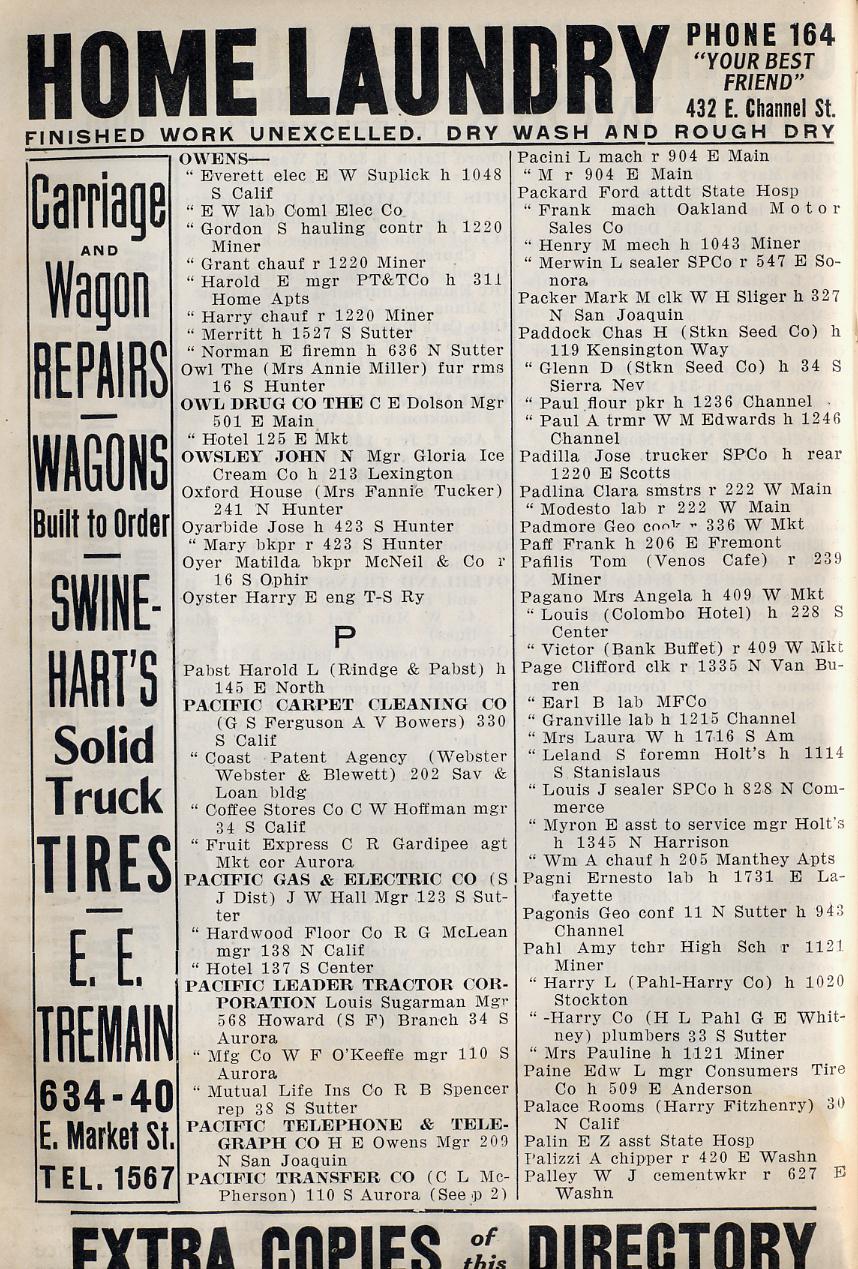 HOME LAUNDRY
PHONE 164
"YOUR BEST
FRIEND"
432 E. Channel St.
FINISHED WORK UNEXCELLED. DRY WASH AND ROUGH DRY
Carriage
AND
Wagon
REPAIRS
WAGONS
Built to Order
SWINE-
HART'S
Solid
Truck
TIRES
E. E.
TREMAIN
634-40
E. Market St.
TEL. 1567
OWENS—
" Everett elec E W Suplick h 1048
S Calif
" E W lab Coml Elec Co
" Gordon S hauling contr h 1220
Miner
" Grant chauf r 1220 Miner
" Harold E mgr PT&TCo h 311
Home Apts
" Harry chauf r 1220 Miner
" Merritt h 1527 S Sutter
" Norman E firemn h 636 N Sutter
Owl The (Mrs Annie Miller) fur rms
16 S Hunter
OWL DRUG CO THE C E Dolson Mgr
501 E Main
" Hotel 125 E Mkt
OWSLEY JOHN N Mgr Gloria Ice
Cream Co h 213 Lexington
Oxford House (Mrs Fannie Tucker)
241 N Hunter
Oyarbide Jose h 423 S Hunter
" Mary bkpr r 423 S Hunter
Oyer Matilda bkpr McNeil & Co r
16 S Ophir
Oyster Harry E eng T-S Ry
P
Pabst Harold L (Rindge & Pabst) h
145 E North
PACIFIC CARPET CLEANING CO
(G S Ferguson A V Bowers) 330
S Calif
" Coast Patent Agency (Webster
Webster & Blewett) 202 Sav &
Loan bldg
" Coffee Stores Co C W Hoffman mgr
34 S Calif
" Fruit Express C R Gardipee agt
Mkt cor Aurora
PACIFIC GAS & ELECTRIC CO (S
J Dist) J W Hall Mgr 123 S Sut-
ter
" Hardwood Floor Co R G McLean
mgr 138 N Calif
" Hotel 137 S Center
PACIFIC LEADER TRACTOR COR-
PORATION Louis Sugarman Mgr
568 Howard (S F) Branch 34 S
Aurora
" Mfg Co W F O'Keeffe mgr 110 S
Aurora
" Mutual Life Ins Co R B Spencer
rep 38 S Sutter
PACIFIC TELEPHONE & TELE-
GRAPH CO H E Owens Mgr 209
N San Joaquin
PACIFIC TRANSFER CO (C L Mc-
Pherson) 110 S Aurora (See p 2)
Pacini L mach r 904 E Main
" M r 904 E Main
Packard Ford attdt State Hosp
" Frank mach Oakland Motor
Sales Co
" Henry M mech h 1043 Miner
" Merwin L sealer SPCo r 547 E So-
nora
Packer Mark M clk W H Sliger h 327
N San Joaquin
Paddock Chas H (Stkn Seed Co) h
119 Kensington Way
" Glenn D (Stkn Seed Co) h 34 S
Sierra Nev
" Paul flour pkr h 1236 Channel
" Paul A trmr W M Edwards h 1246
Channel
Padilla Jose trucker SPCo h rear
1220 E Scotts
Padlina Clara smstrs r 222 W Main
" Modesto lab r 222 W Main
Padmore Geo cook r 336 W Mkt
Paff Frank h 206 E Fremont
Pafilis Tom (Venos Cafe) r 239
Miner
Pagano Mrs Angela h 409 W Mkt
" Louis (Colombo Hotel) h 228 S
Center
" Victor (Bank Buffet) r 409 W Mkt
Page Clifford clk r 1335 N Van Bu-
ren
" Earl B lab MFCo
" Granville lab h 1215 Channel
" Mrs Laura W h 1716 S Am
" Leland S foremn Holt's h 1114
S Stanislaus
" Louis J sealer SPCo h 828 N Com-
merce
" Myron E asst to service mgr Holt's
h 1345 N Harrison
" Wm A chauf h 205 Manthey Apts
Pagni Ernesto lab h 1731 E La-
fayette
Pagonis Geo conf 11 N Sutter h 943
Channel
Pahl Amy tchr High Sch r 1121
Miner
" Harry L (Pahl-Harry Co) h 1020
Stockton
" -Harry Co (H L Pahl G E Whit-
ney) plumbers 33 S Sutter
" Mrs Pauline h 1121 Miner
Paine Edw L mgr Consumers Tire
Co h 509 E Anderson
Palace Rooms (Harry Fitzhenry) 30
N Calif
Palin E Z asst State Hosp
Palizzi A chipper r 420 E Washn
Palley W J cementwkr r 627 E
Washn
EXTRA COPIES of this DIRECTORY